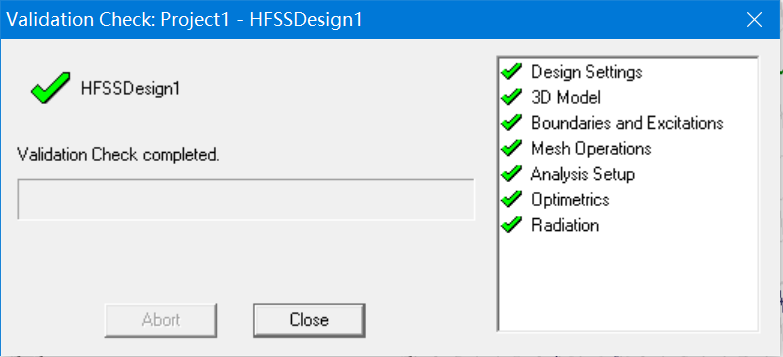 Validation Check: Project1 - HFSSDesign1
HFSSDesign1
Validation Check completed.
Abort
Close
Design Settings
3D Model
Boundaries and Excitations
Mesh Operations
Analysis Setup
Optimetrics
Radiation